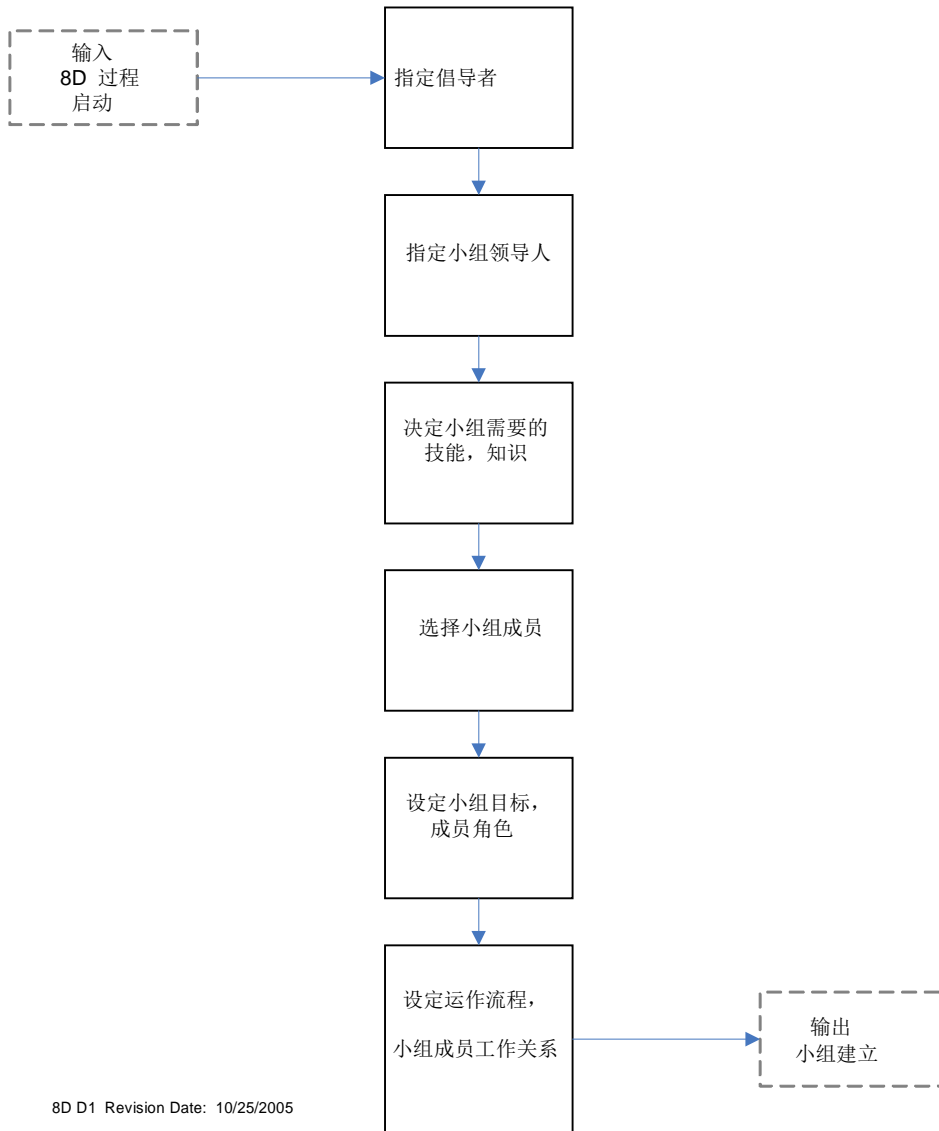 输入
8D 过程
启动
指定倡导者
指定小组领导人
决定小组需要的
技能，知识
选择小组成员
设定小组目标，
成员角色
设定运作流程，
小组成员工作关系
输出
小组建立
8D D1 Revision Date: 10/25/2005